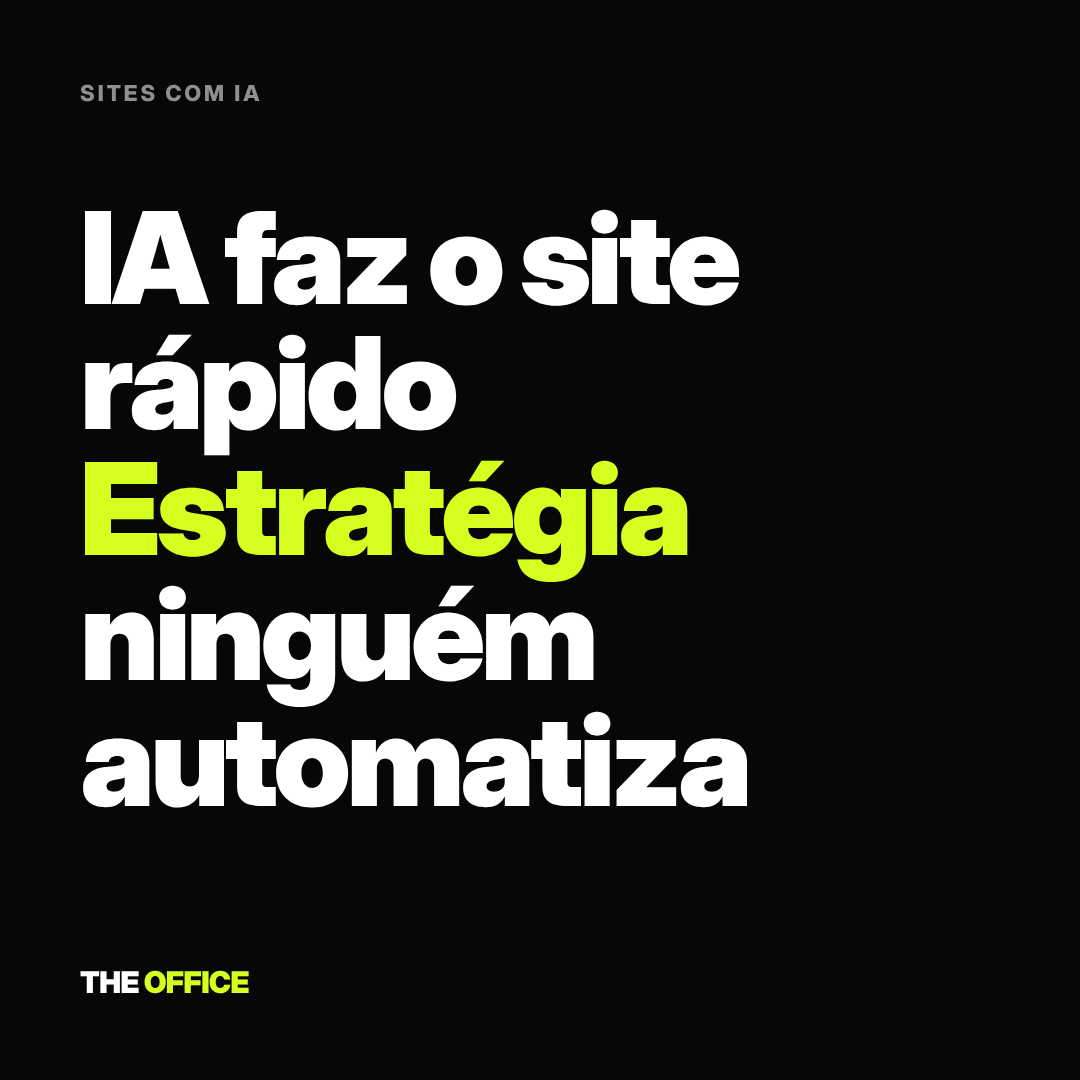 SITES COM IA
IA faz o site
rápido
Estratégia
ninguém
automatiza
THE OFFICE